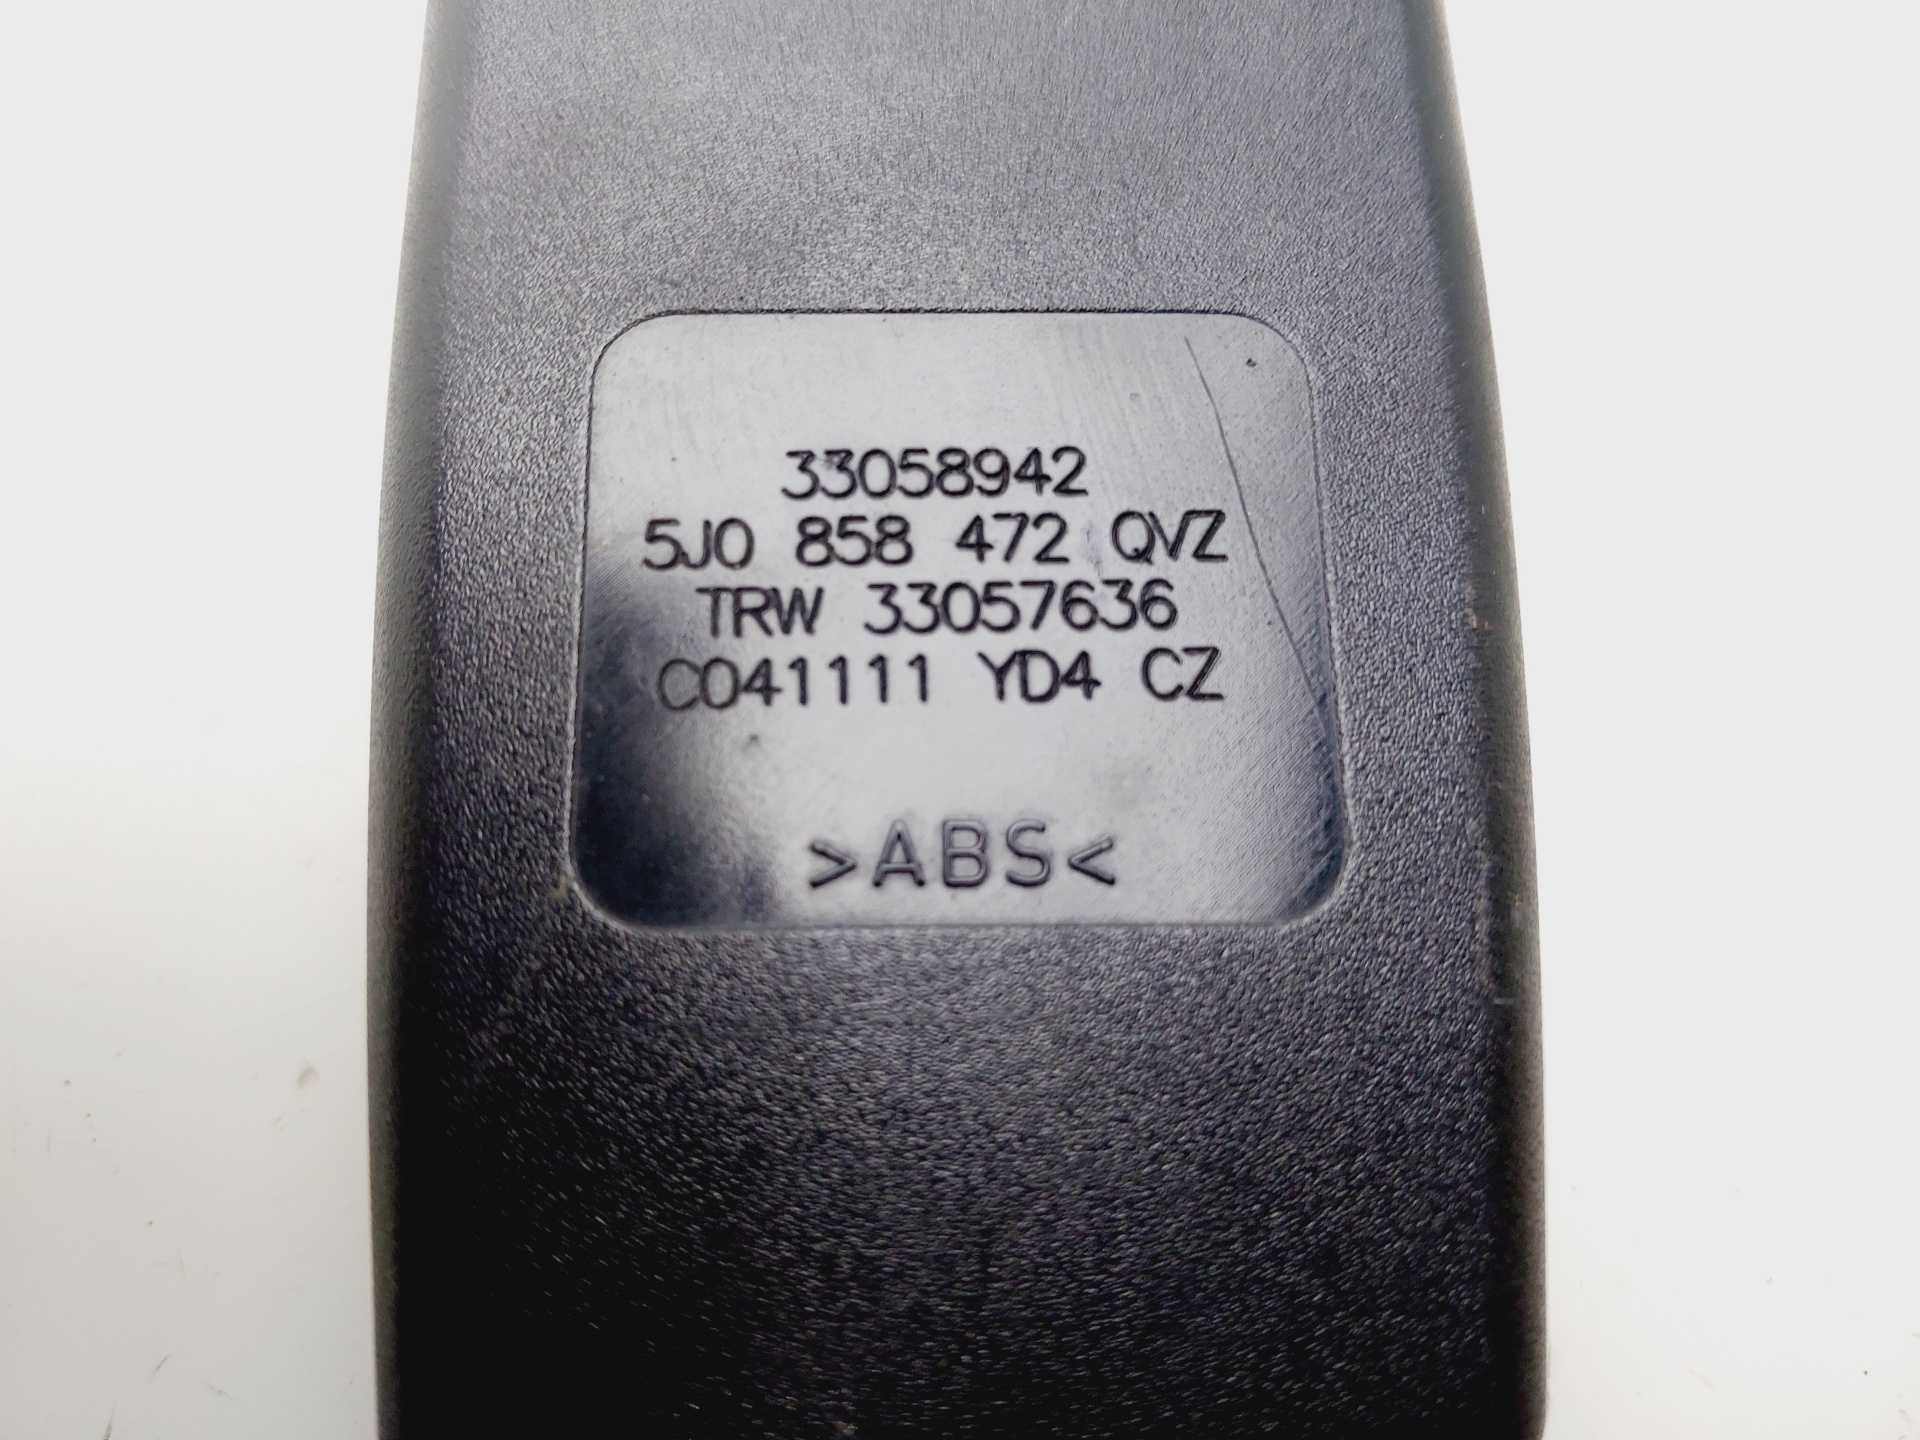 33058942
5J0 858 472 QVZ
TRW 33057636
C041111 YD4 CZ
>ABS<